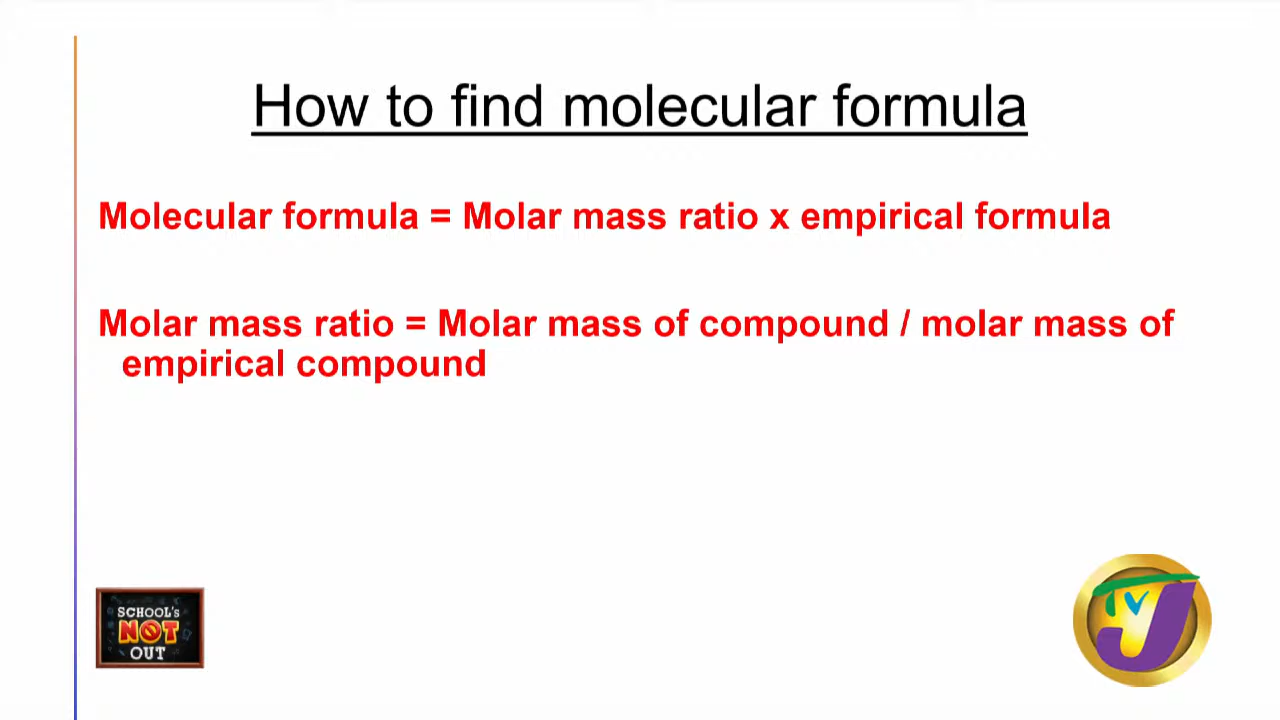 How to find molecular formula
Molecular formula = Molar mass ratio x empirical formula
Molar mass ratio = Molar mass of compound / molar mass of
empirical compound
SCHOOL's
NOT
OUT
TVJ